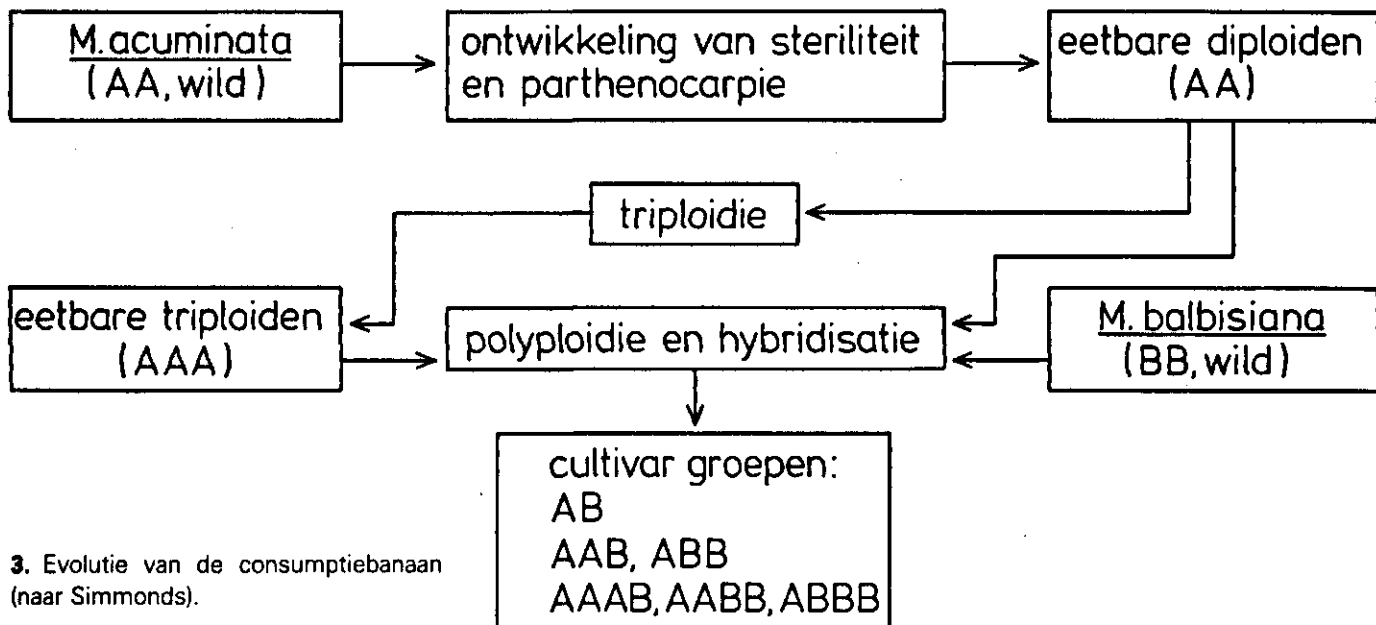 M. acuminata
(AA, wild)
ontwikkeling van steriliteit
en parthenocarpie
eetbare diploiden
(AA)
triploidie
eetbare triploiden
(AAA)
polyploidie en hybridisatie
M. balbisiana
(BB, wild)
cultivar groepen:
AB
AAB, ABB
AAAB, AABB, ABBB
3. Evolutie van de consumptiebanaan
(naar Simmonds).